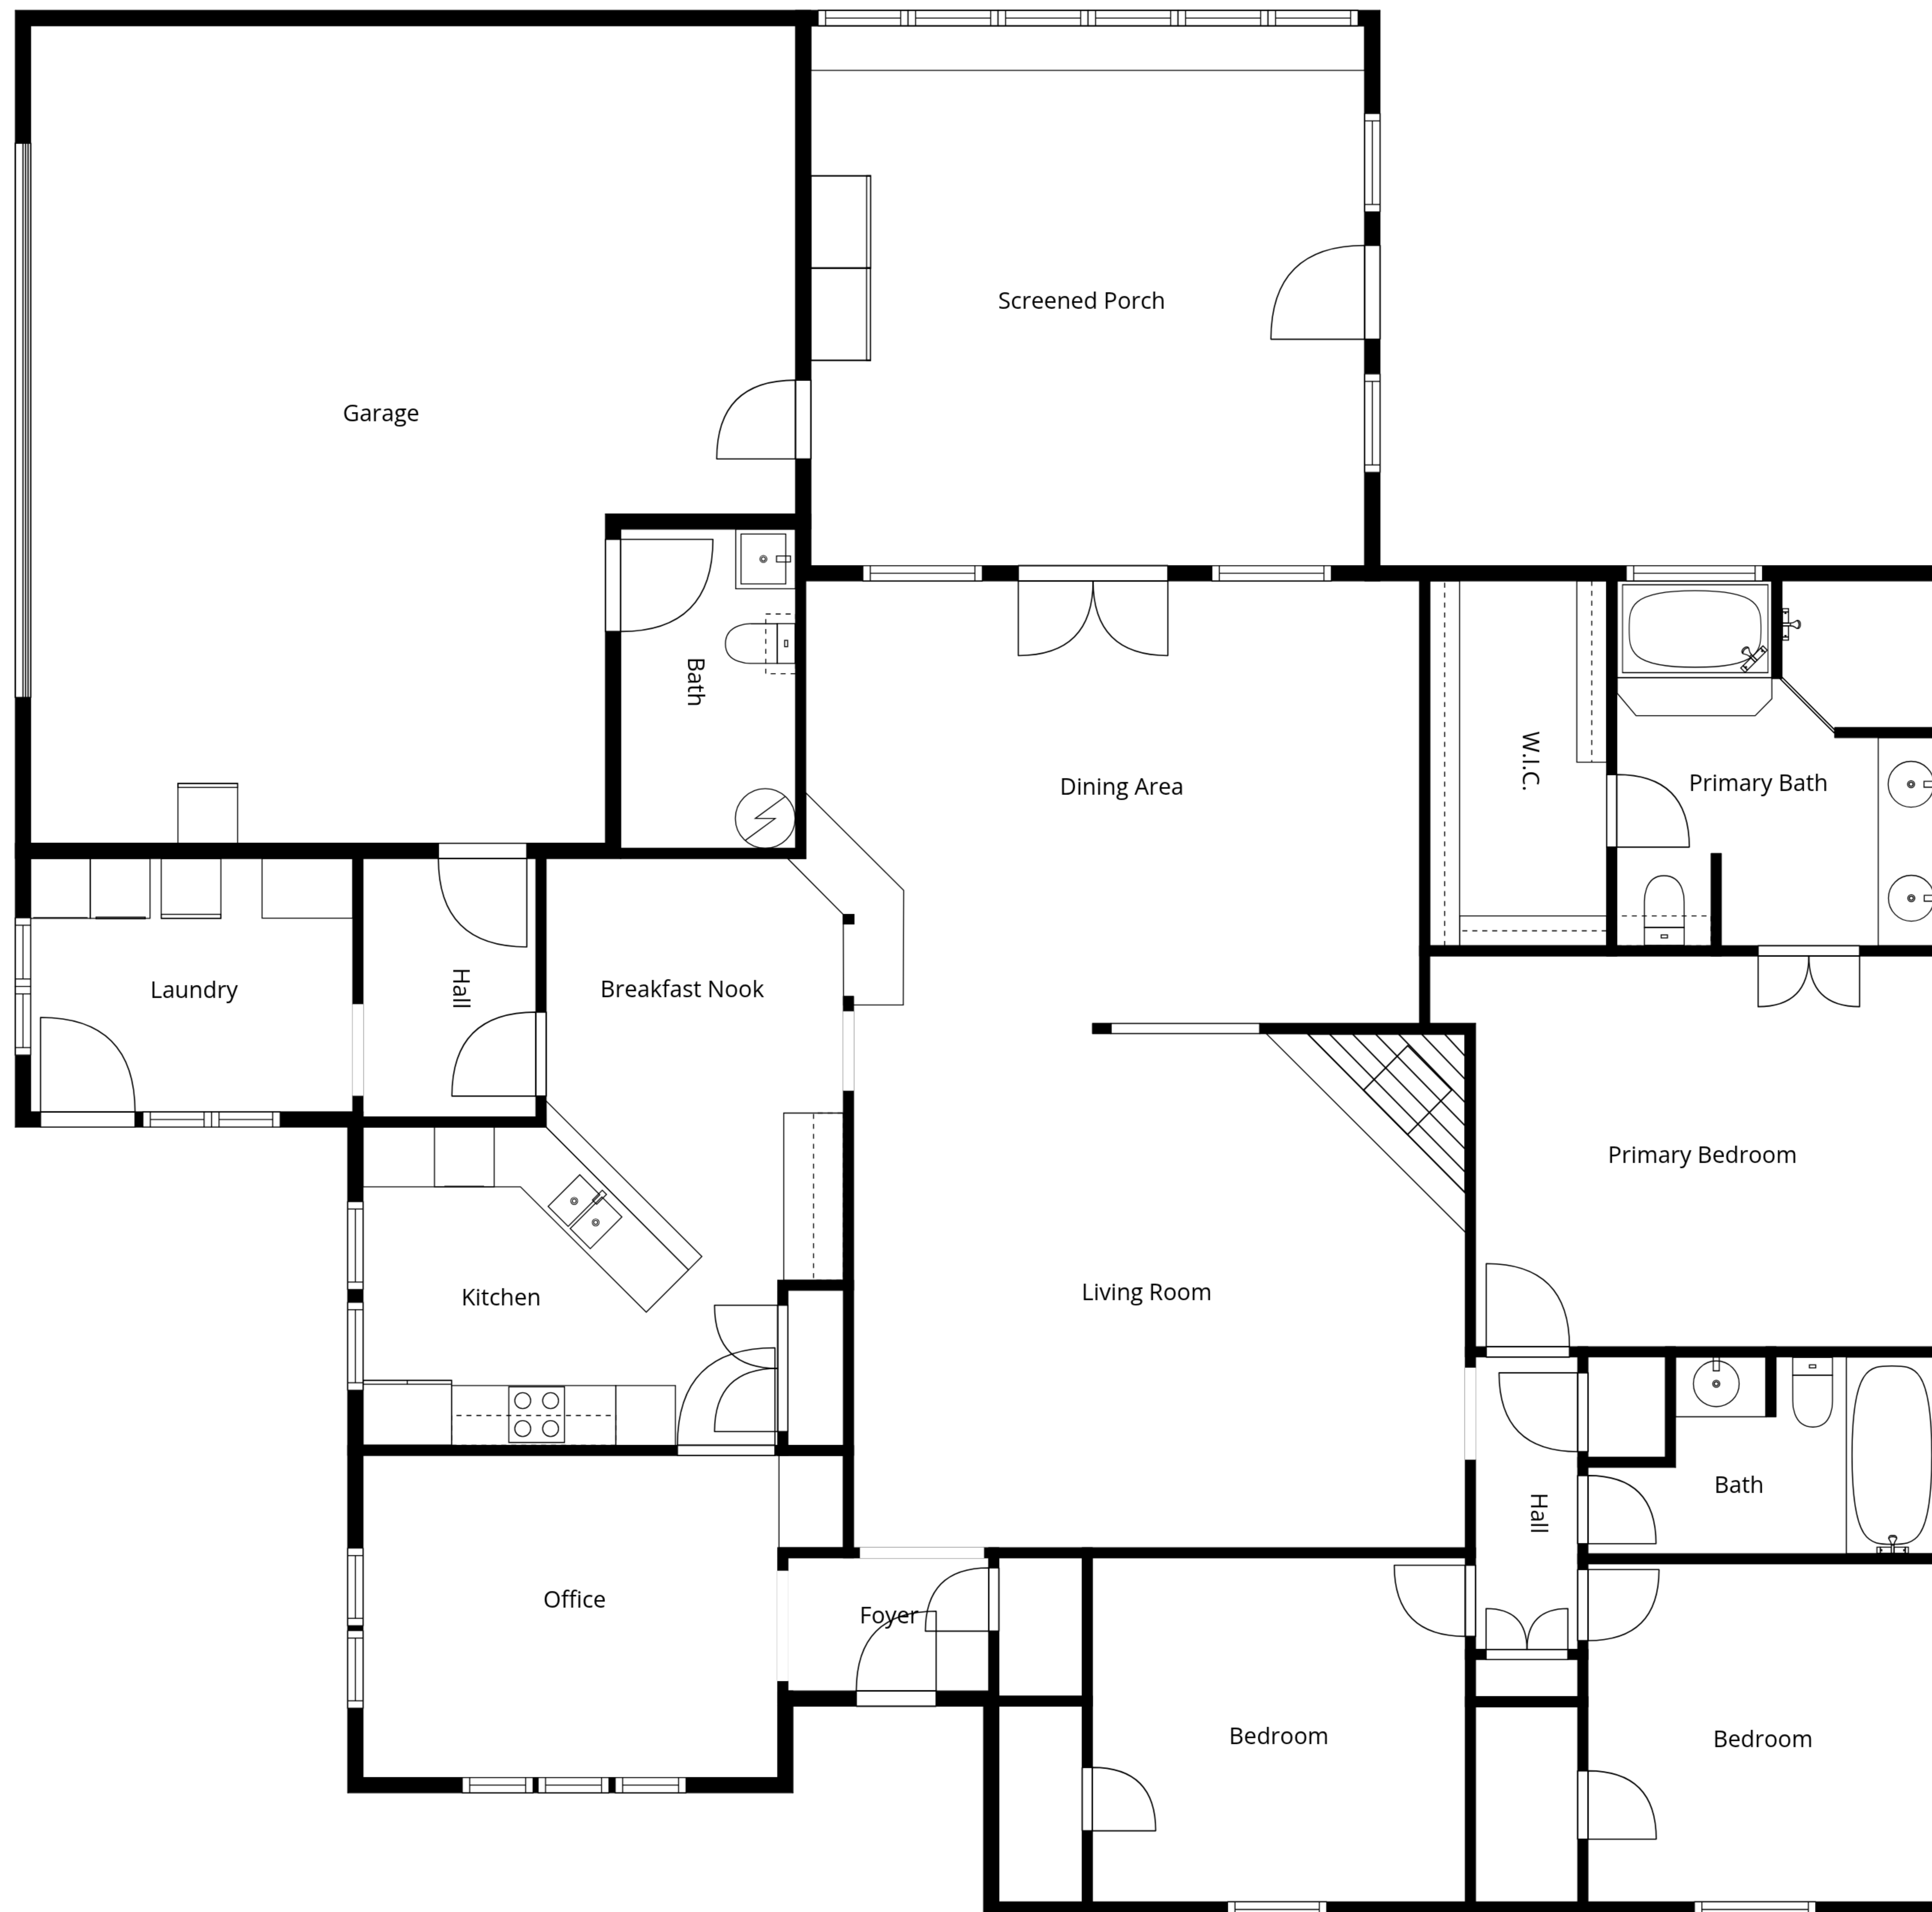 Screened Porch
Garage
Bath
Dining Area
W.I.C.
Primary Bath
Laundry
Hall
Breakfast Nook
Primary Bedroom
Kitchen
Living Room
Bath
Hall
Office
Foyer
Bedroom
Bedroom